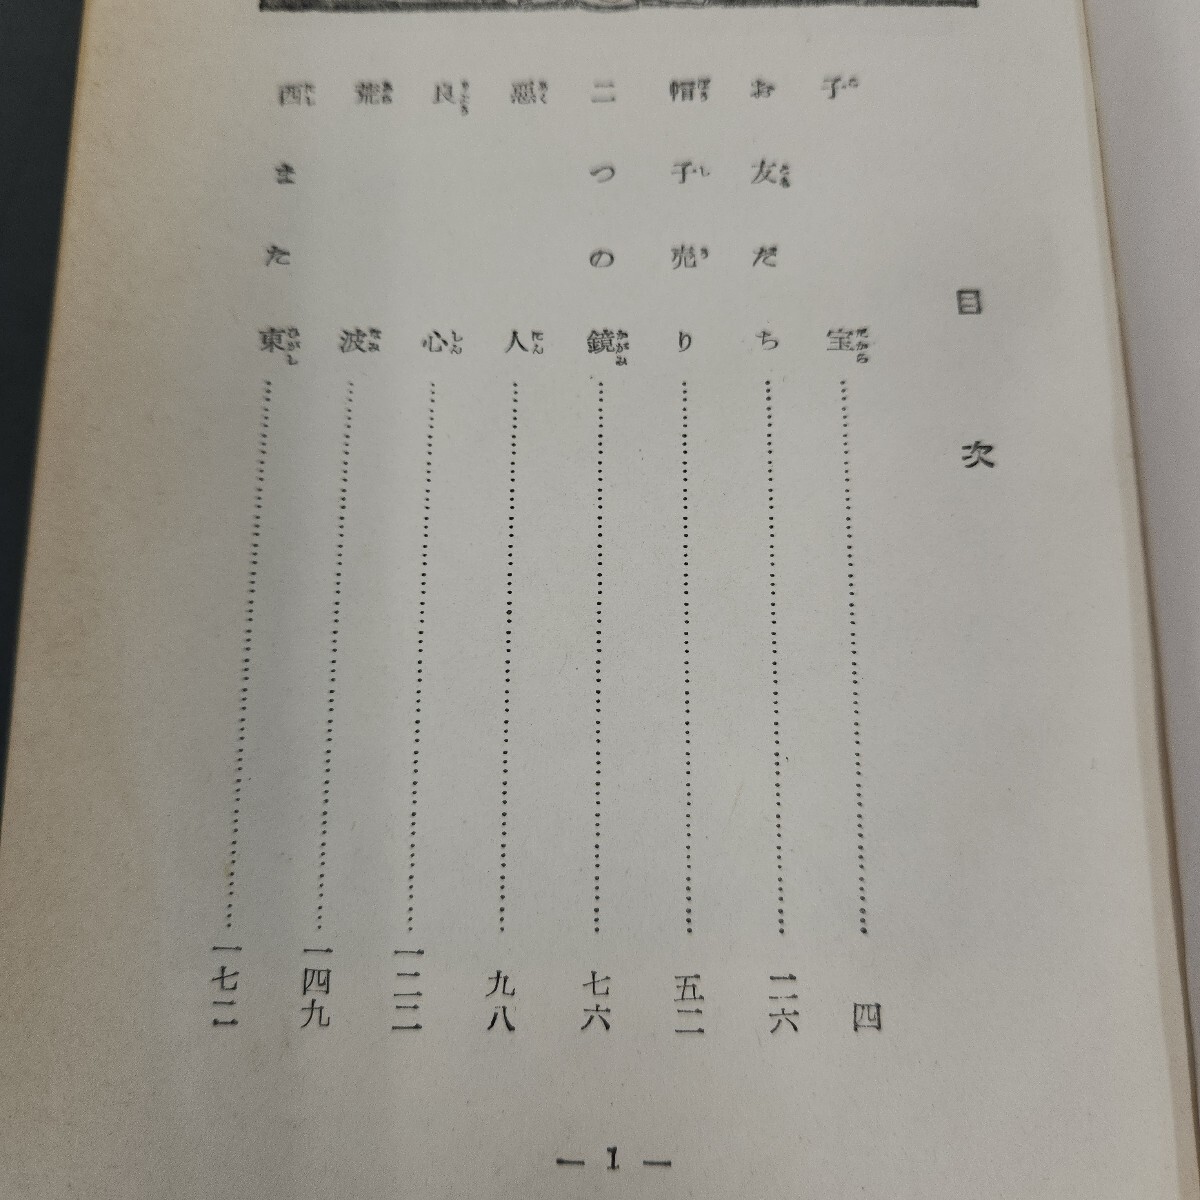 目次
子宝……四
お友だち……二六
帽子売り……五二
二つの鏡……七六
悪人……九八
良心……一二二
荒波……一四九
西また東……一七二
— 1 —